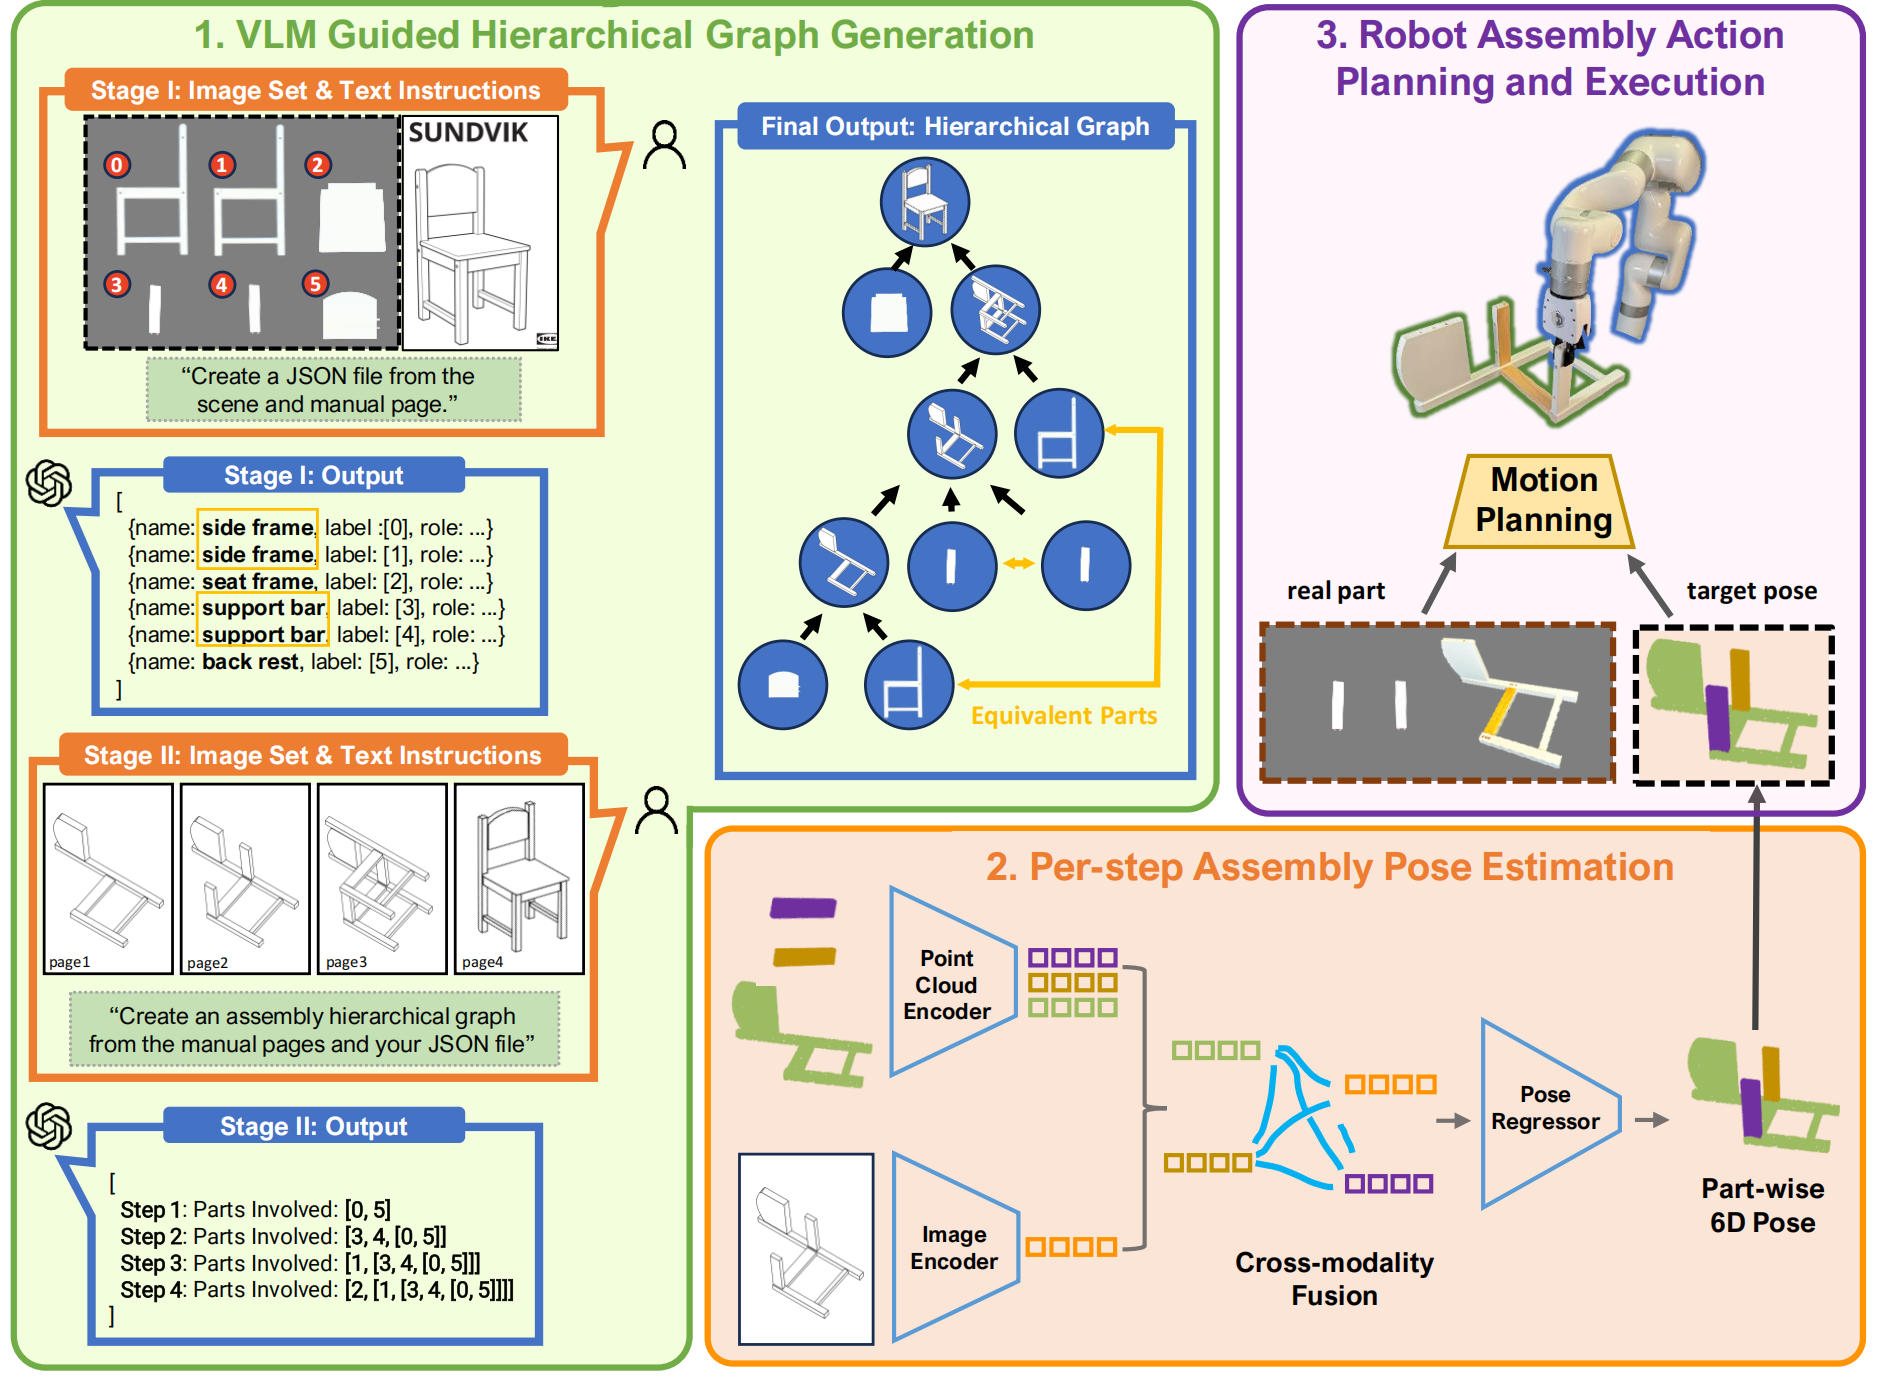 1. VLM Guided Hierarchical Graph Generation
Stage I: Image Set & Text Instructions
0
1
2
3
4
5
SUNDVIK
IKE
“Create a JSON file from the
scene and manual page.”
Stage I: Output
[
{name: side frame, label :[0], role: ...}
{name: side frame, label: [1], role: ...}
{name: seat frame, label: [2], role: ...}
{name: support bar, label: [3], role: ...}
{name: support bar, label: [4], role: ...}
{name: back rest, label: [5], role: ...}
]
Stage II: Image Set & Text Instructions
page1
page2
page3
page4
“Create an assembly hierarchical graph
from the manual pages and your JSON file”
Stage II: Output
[
Step 1: Parts Involved: [0, 5]
Step 2: Parts Involved: [3, 4, [0, 5]]
Step 3: Parts Involved: [1, [3, 4, [0, 5]]]
Step 4: Parts Involved: [2, [1, [3, 4, [0, 5]]]]
]
Final Output: Hierarchical Graph
Equivalent Parts
2. Per-step Assembly Pose Estimation
Point
Cloud
Encoder
Image
Encoder
Cross-modality
Fusion
Pose
Regressor
Part-wise
6D Pose
3. Robot Assembly Action
Planning and Execution
Motion
Planning
real part
target pose